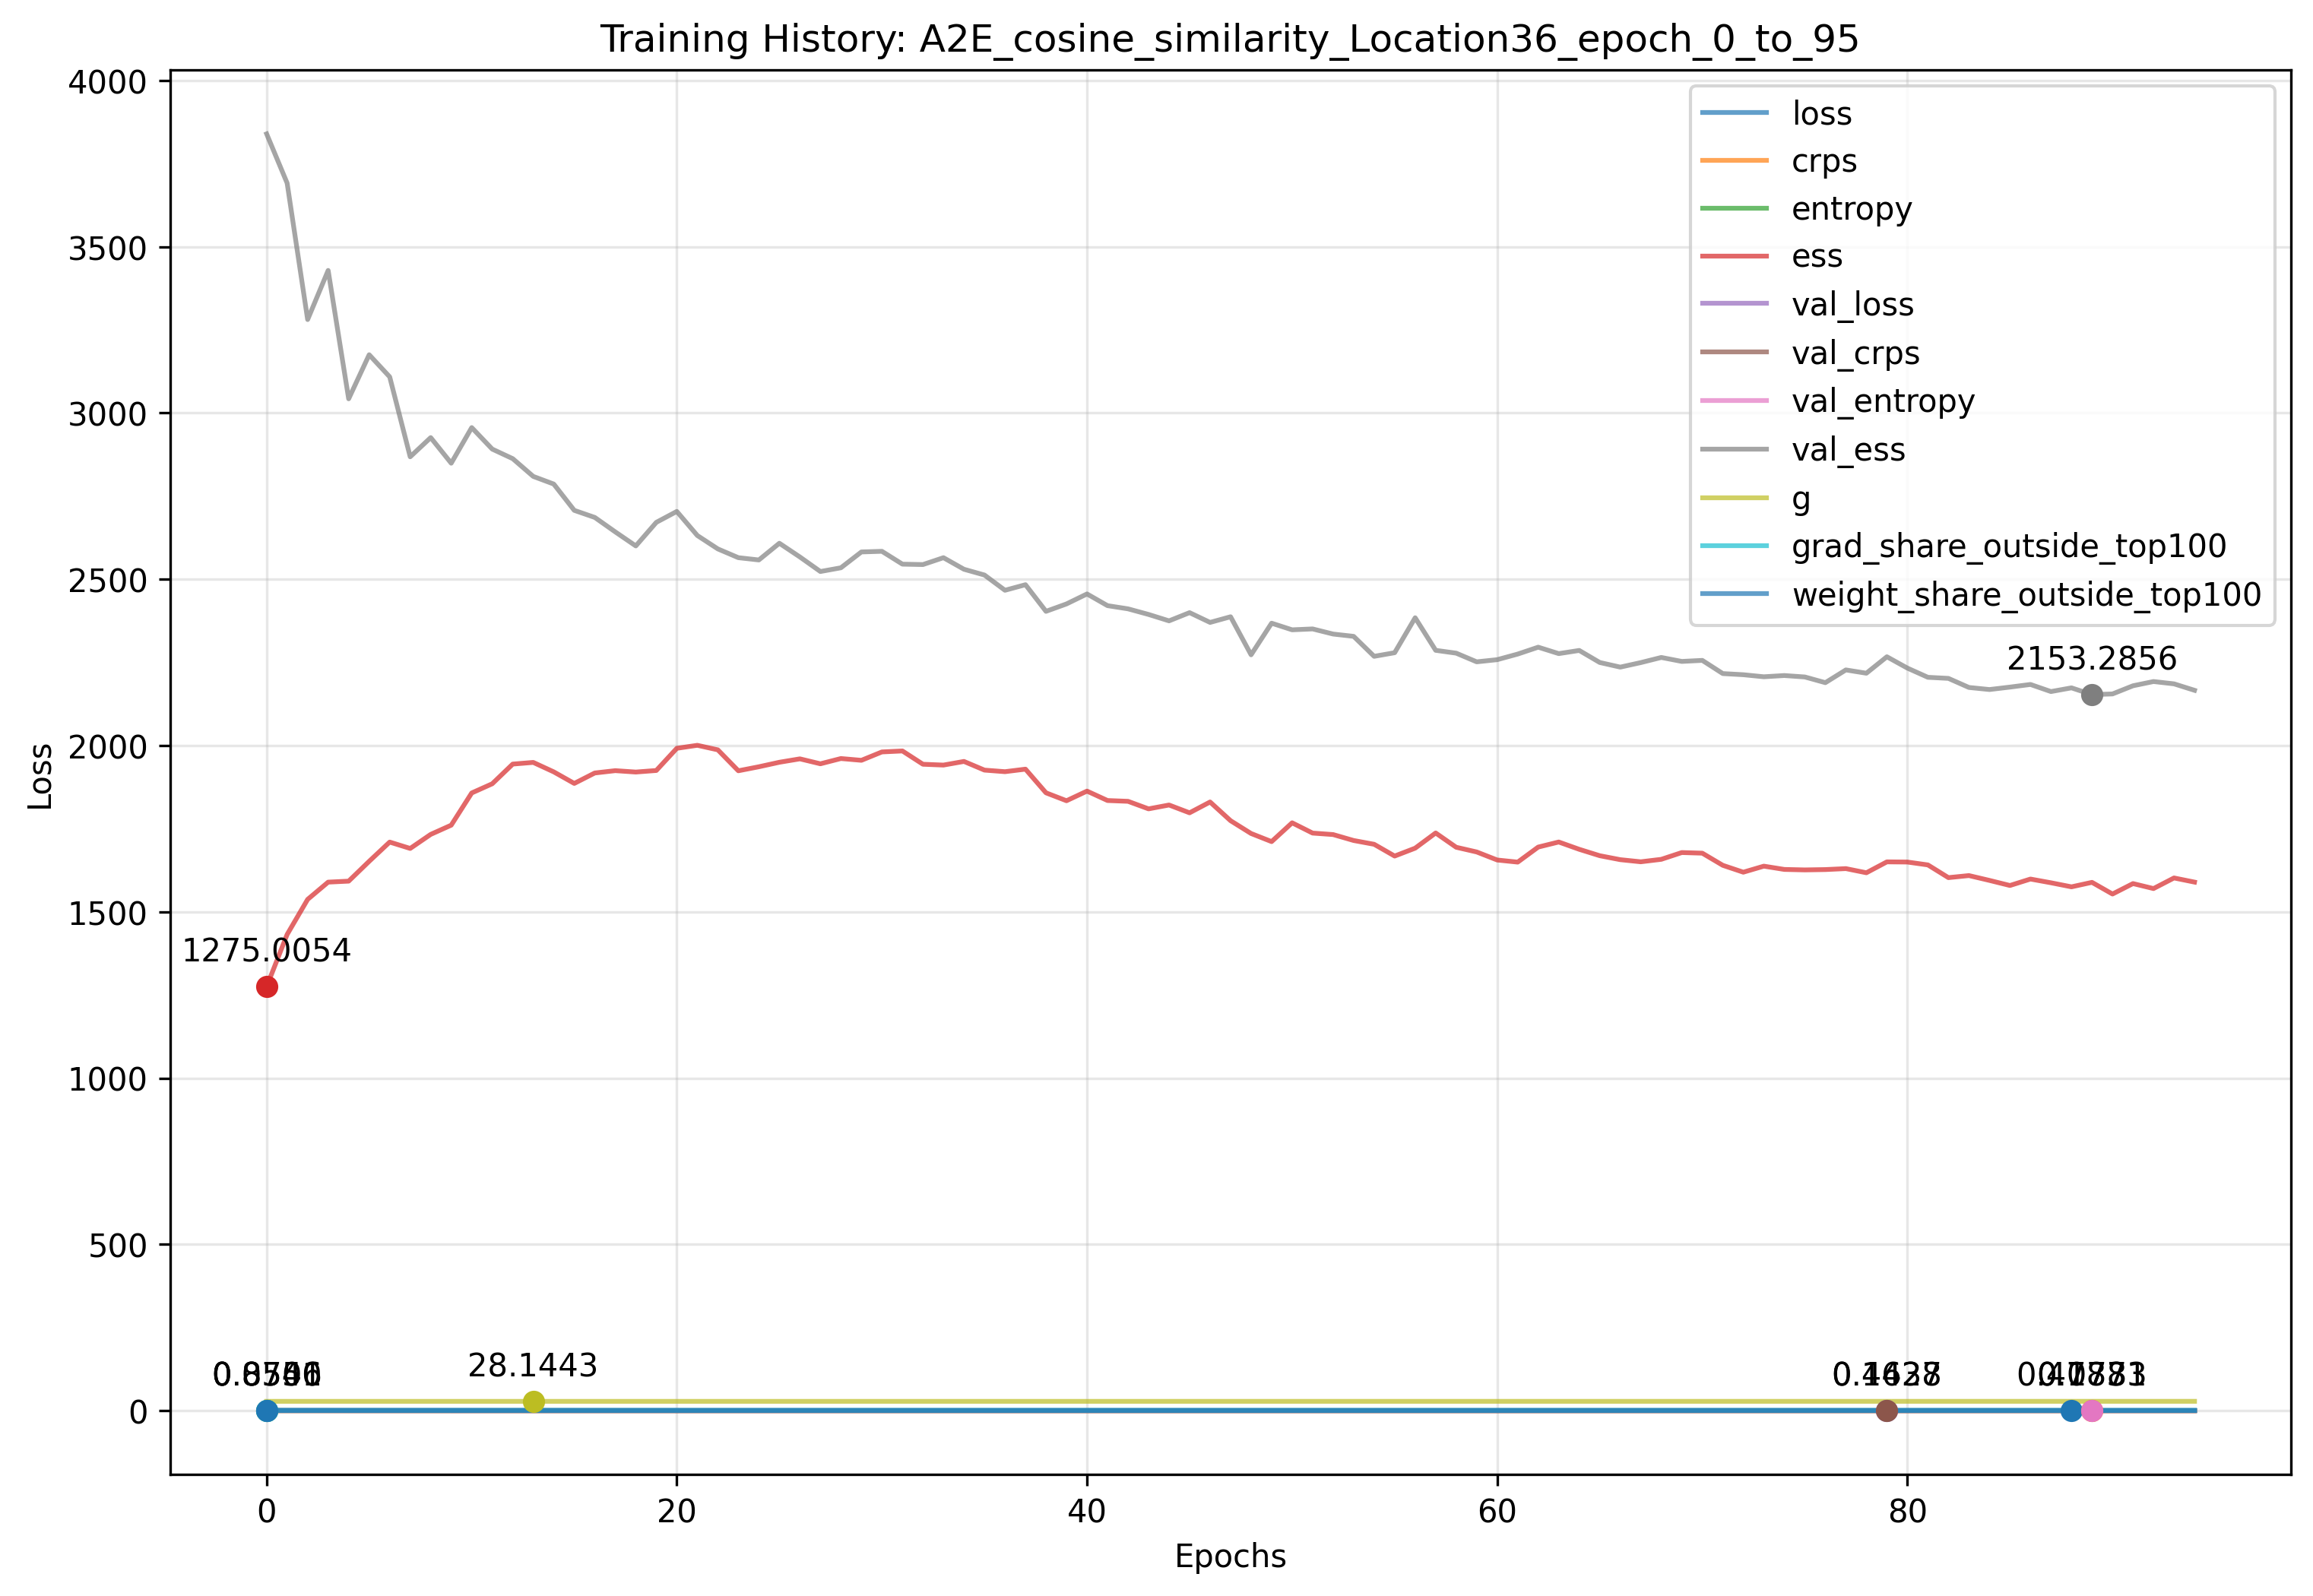 Training History: A2E_cosine_similarity_Location36_epoch_0_to_95
4000
3500
3000
2500
2000
1500
1000
500
0
Loss
loss
crps
entropy
ess
val_loss
val_crps
val_entropy
val_ess
g
grad_share_outside_top100
weight_share_outside_top100
2153.2856
1275.0054
28.1443
0
20
40
60
80
Epochs